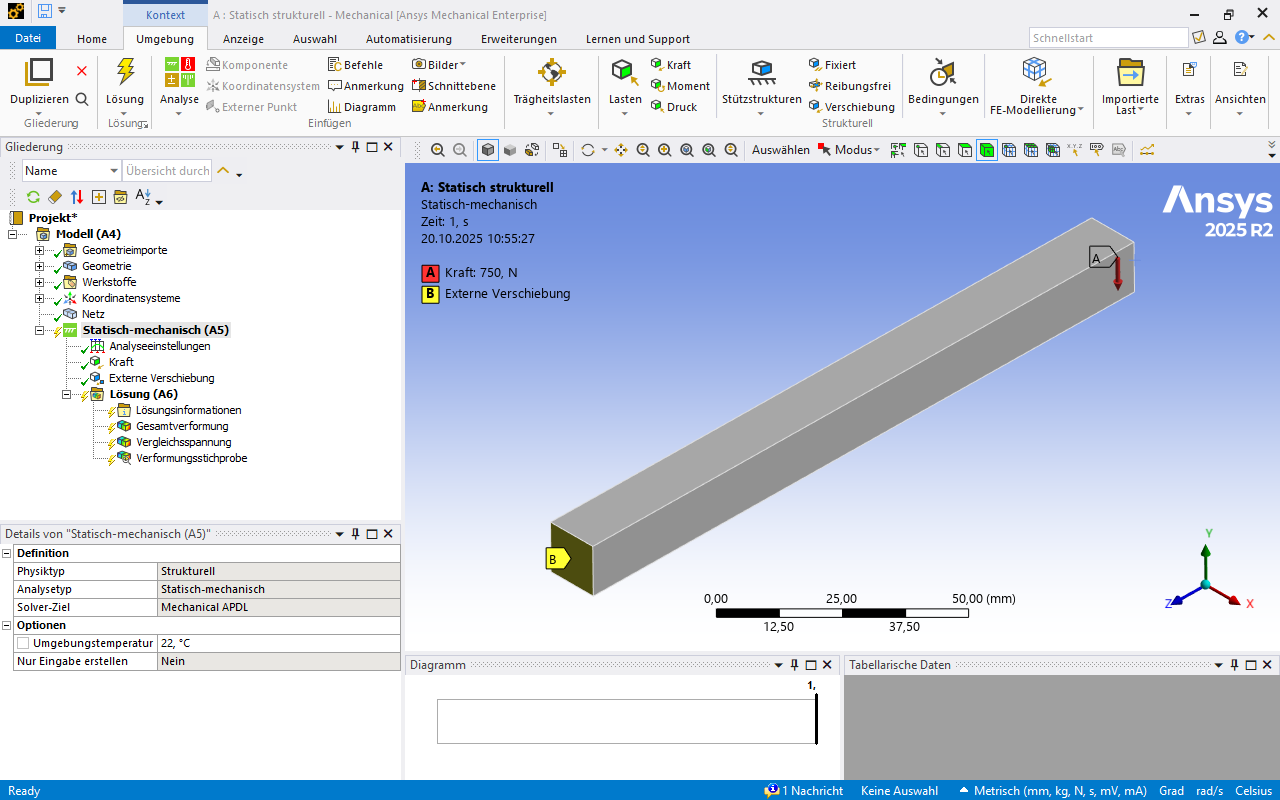 Kontext
A : Statisch strukturell - Mechanical [Ansys Mechanical Enterprise]
Datei Home Umgebung Anzeige Auswahl Automatisierung Erweiterungen Lernen und Support
Schnellstart
Duplizieren
Gliederung
Lösung
Lösung
Analyse
Komponente
Koordinatensystem
Externer Punkt
Befehle
Anmerkung
Diagramm
Bilder
Schnittebene
Anmerkung
Einfügen
Trägheitslasten
Lasten
Kraft
Moment
Druck
Stützstrukturen
Fixiert
Reibungsfrei
Verschiebung
Strukturell
Bedingungen
Direkte
FE-Modellierung
Importierte
Last
Extras
Ansichten
Gliederung
Name
Übersicht durch
Projekt*
Modell (A4)
Geometrieimporte
Geometrie
Werkstoffe
Koordinatensysteme
Netz
Statisch-mechanisch (A5)
Analyseeinstellungen
Kraft
Externe Verschiebung
Lösung (A6)
Lösungsinformationen
Gesamtverformung
Vergleichsspannung
Verformungsstichprobe
Details von "Statisch-mechanisch (A5)"
Definition
Physiktyp Strukturell
Analysetyp Statisch-mechanisch
Solver-Ziel Mechanical APDL
Optionen
Umgebungstemperatur 22, °C
Nur Eingabe erstellen Nein
Auswählen Modus
A: Statisch strukturell
Statisch-mechanisch
Zeit: 1, s
20.10.2025 10:55:27
A Kraft: 750, N
B Externe Verschiebung
Ansys
2025 R2
A
B
0,00 25,00 50,00 (mm)
12,50 37,50
Y
Z X
Diagramm
1,
Tabellarische Daten
Ready 1 Nachricht Keine Auswahl Metrisch (mm, kg, N, s, mV, mA) Grad rad/s Celsius